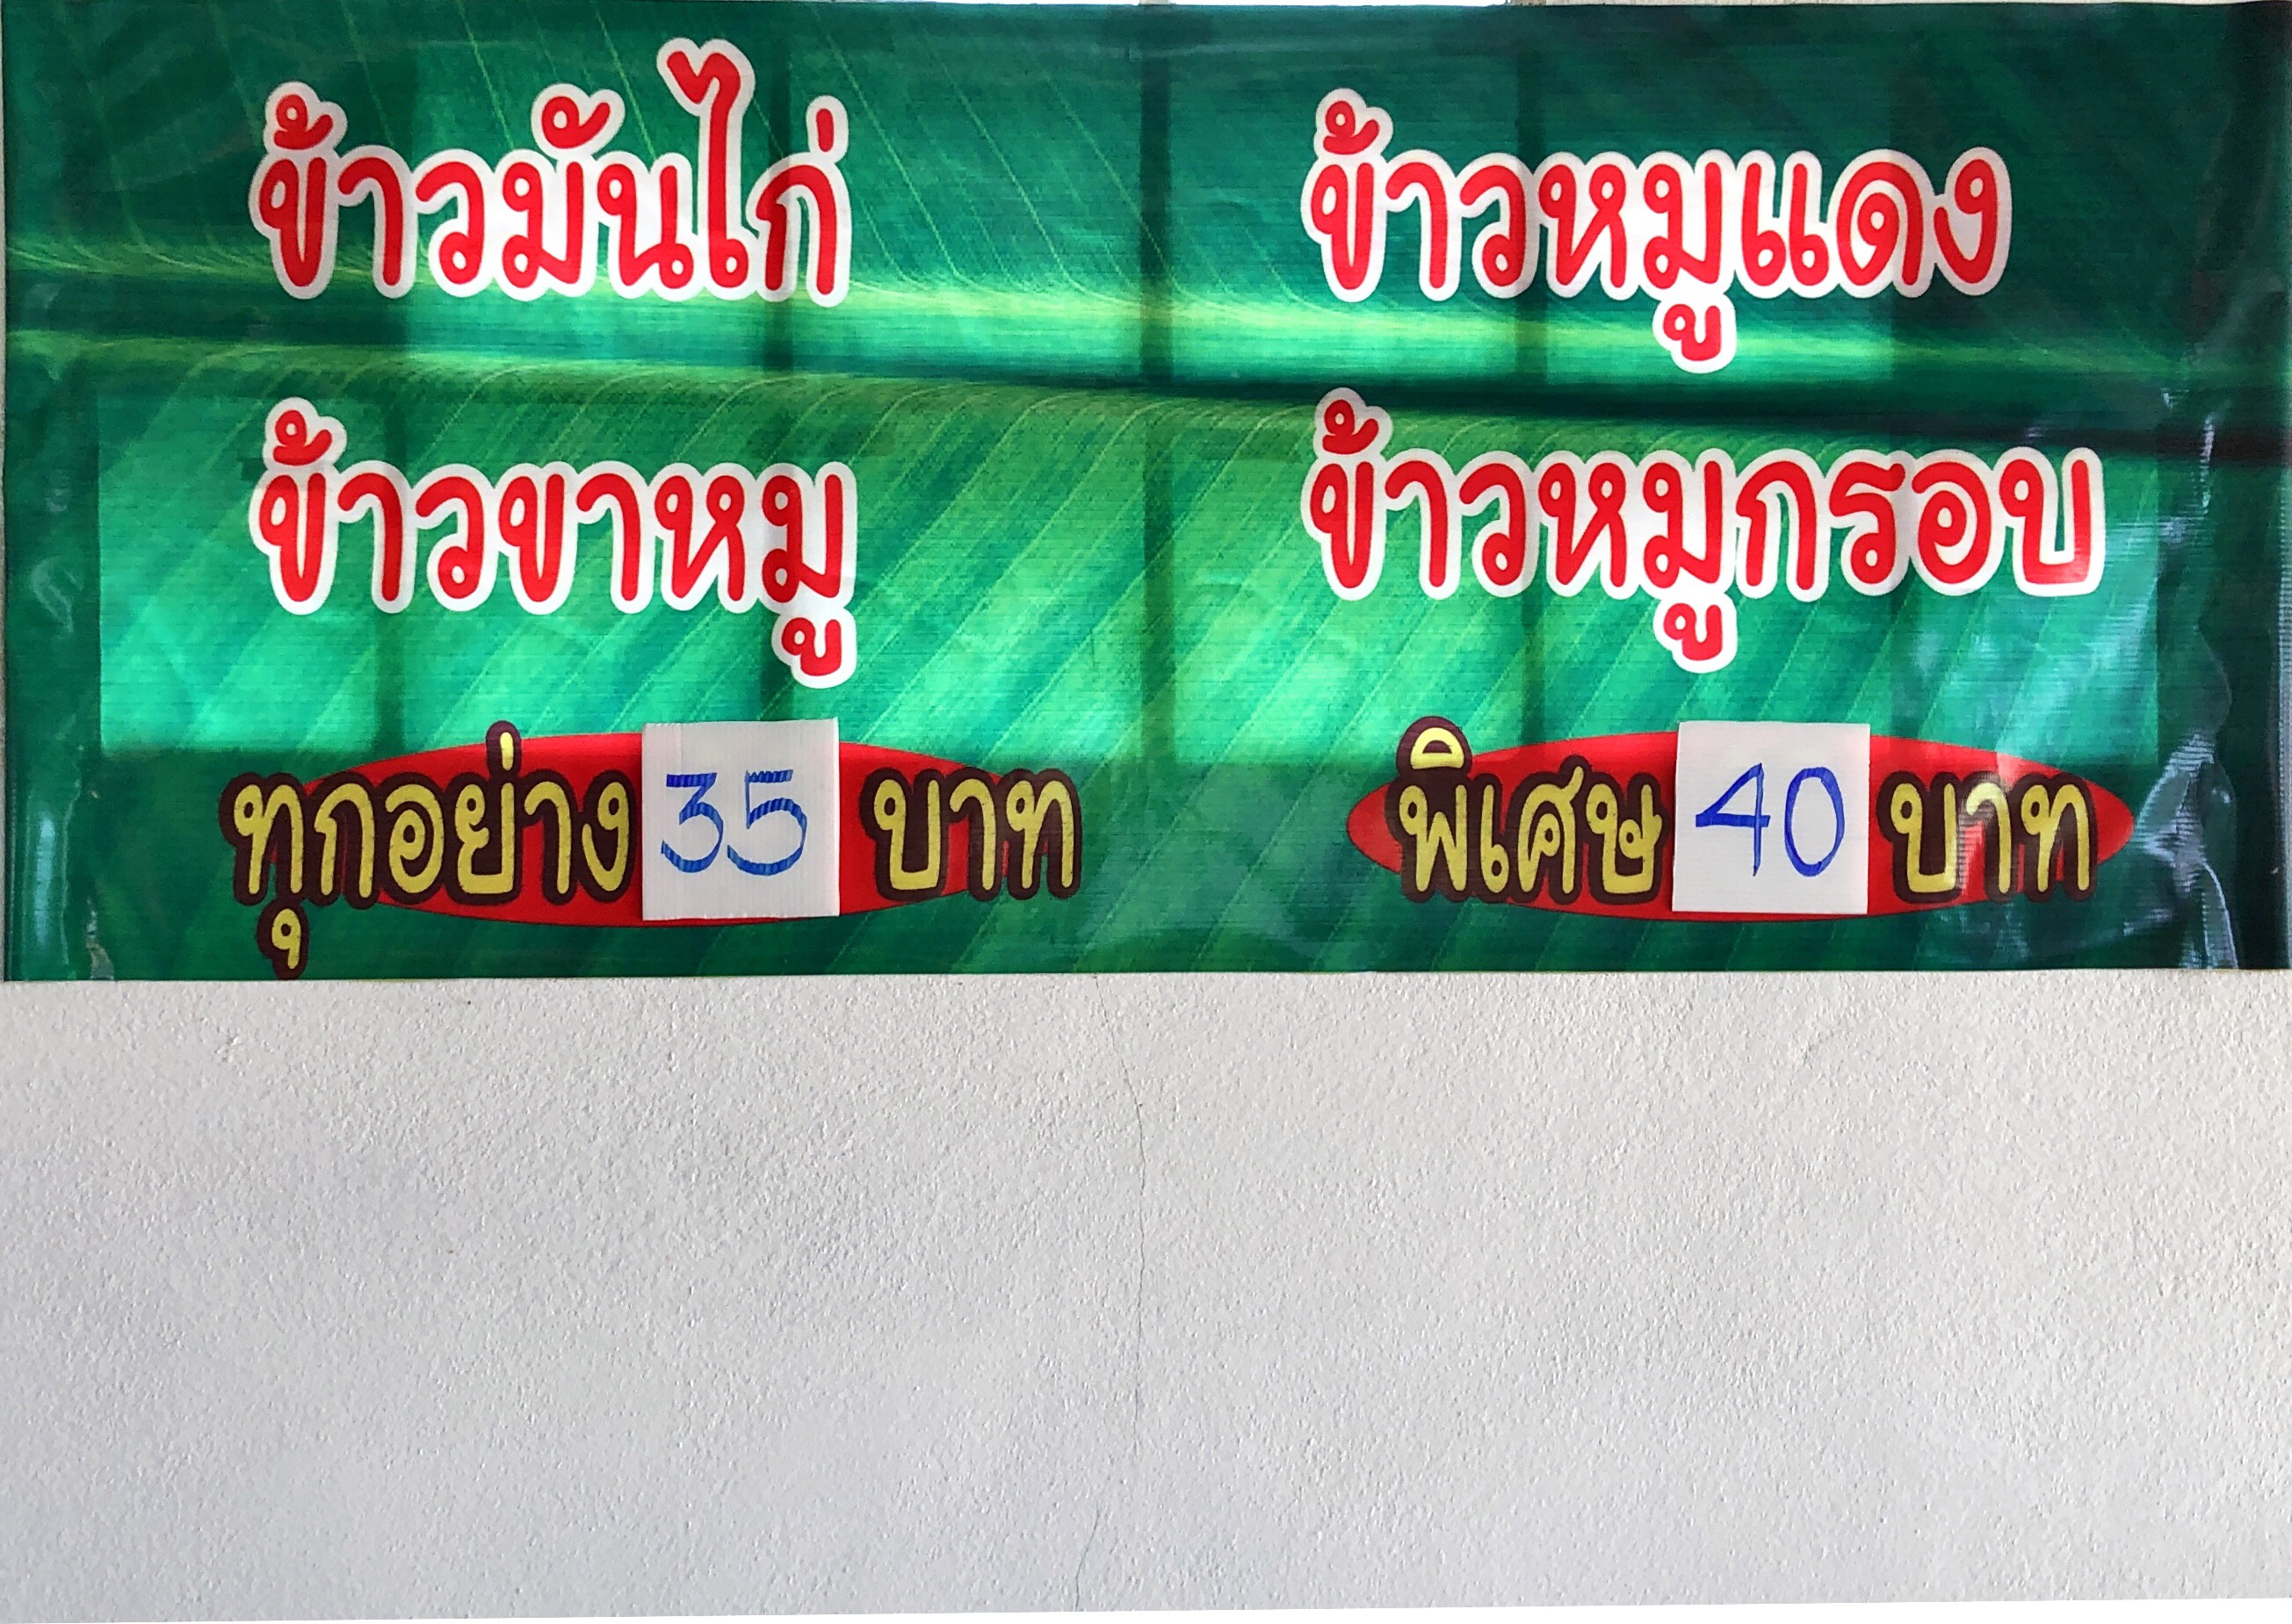 ข้าวมันไก่
ข้าวหมูแดง
ข้าวขาหมู
ข้าวหมูกรอบ
ทุกอย่าง 35 บาท
พิเศษ 40 บาท